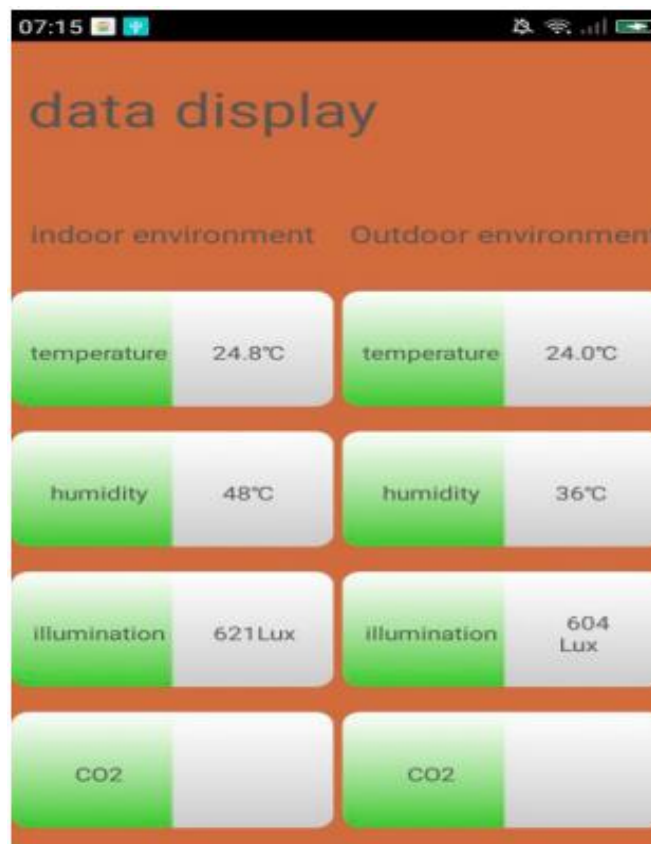 07:15
data display
indoor environment Outdoor environmen
temperature 24.8℃ temperature 24.0℃
humidity 48℃ humidity 36℃
illumination 621Lux illumination 604
Lux
CO2 CO2